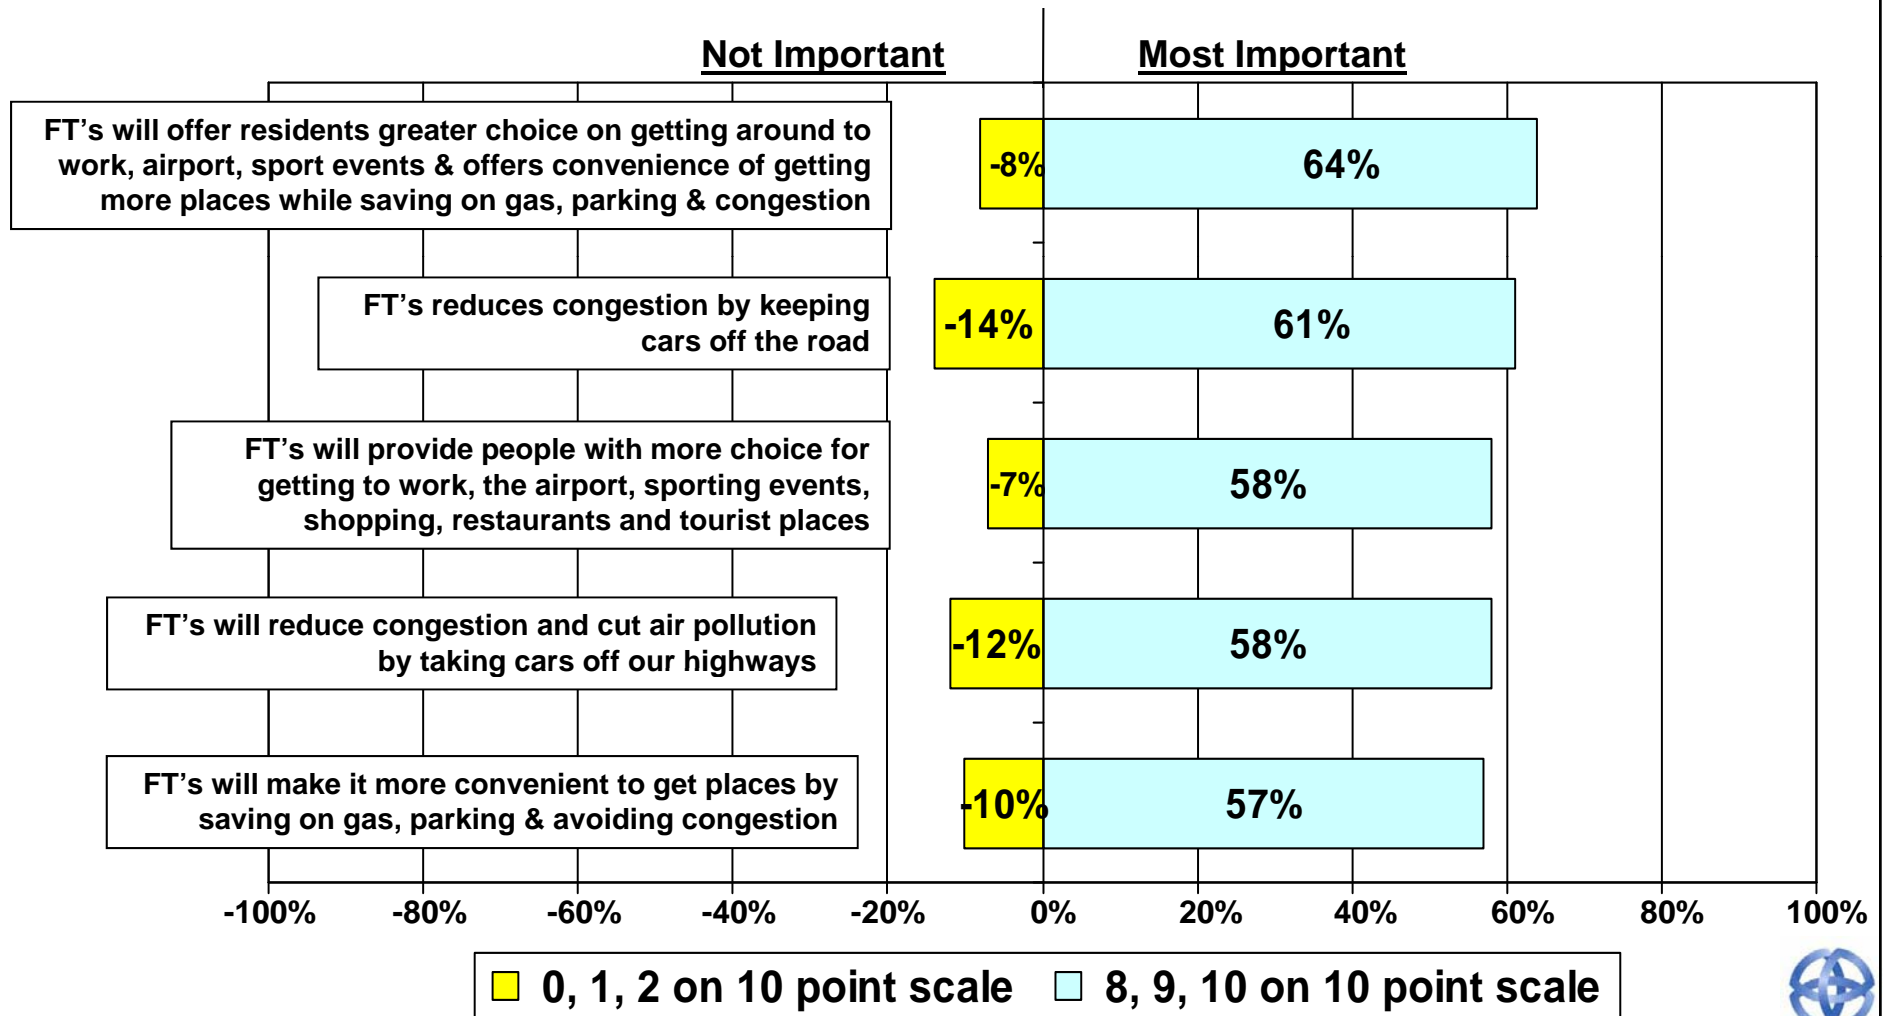 Not Important
Most Important
FT’s will offer residents greater choice on getting around to
work, airport, sport events & offers convenience of getting
more places while saving on gas, parking & congestion
-8%
64%
FT’s reduces congestion by keeping
cars off the road
-14%
61%
FT’s will provide people with more choice for
getting to work, the airport, sporting events,
shopping, restaurants and tourist places
-7%
58%
FT’s will reduce congestion and cut air pollution
by taking cars off our highways
-12%
58%
FT’s will make it more convenient to get places by
saving on gas, parking & avoiding congestion
-10%
57%
-100% -80% -60% -40% -20% 0% 20% 40% 60% 80% 100%
0, 1, 2 on 10 point scale
8, 9, 10 on 10 point scale